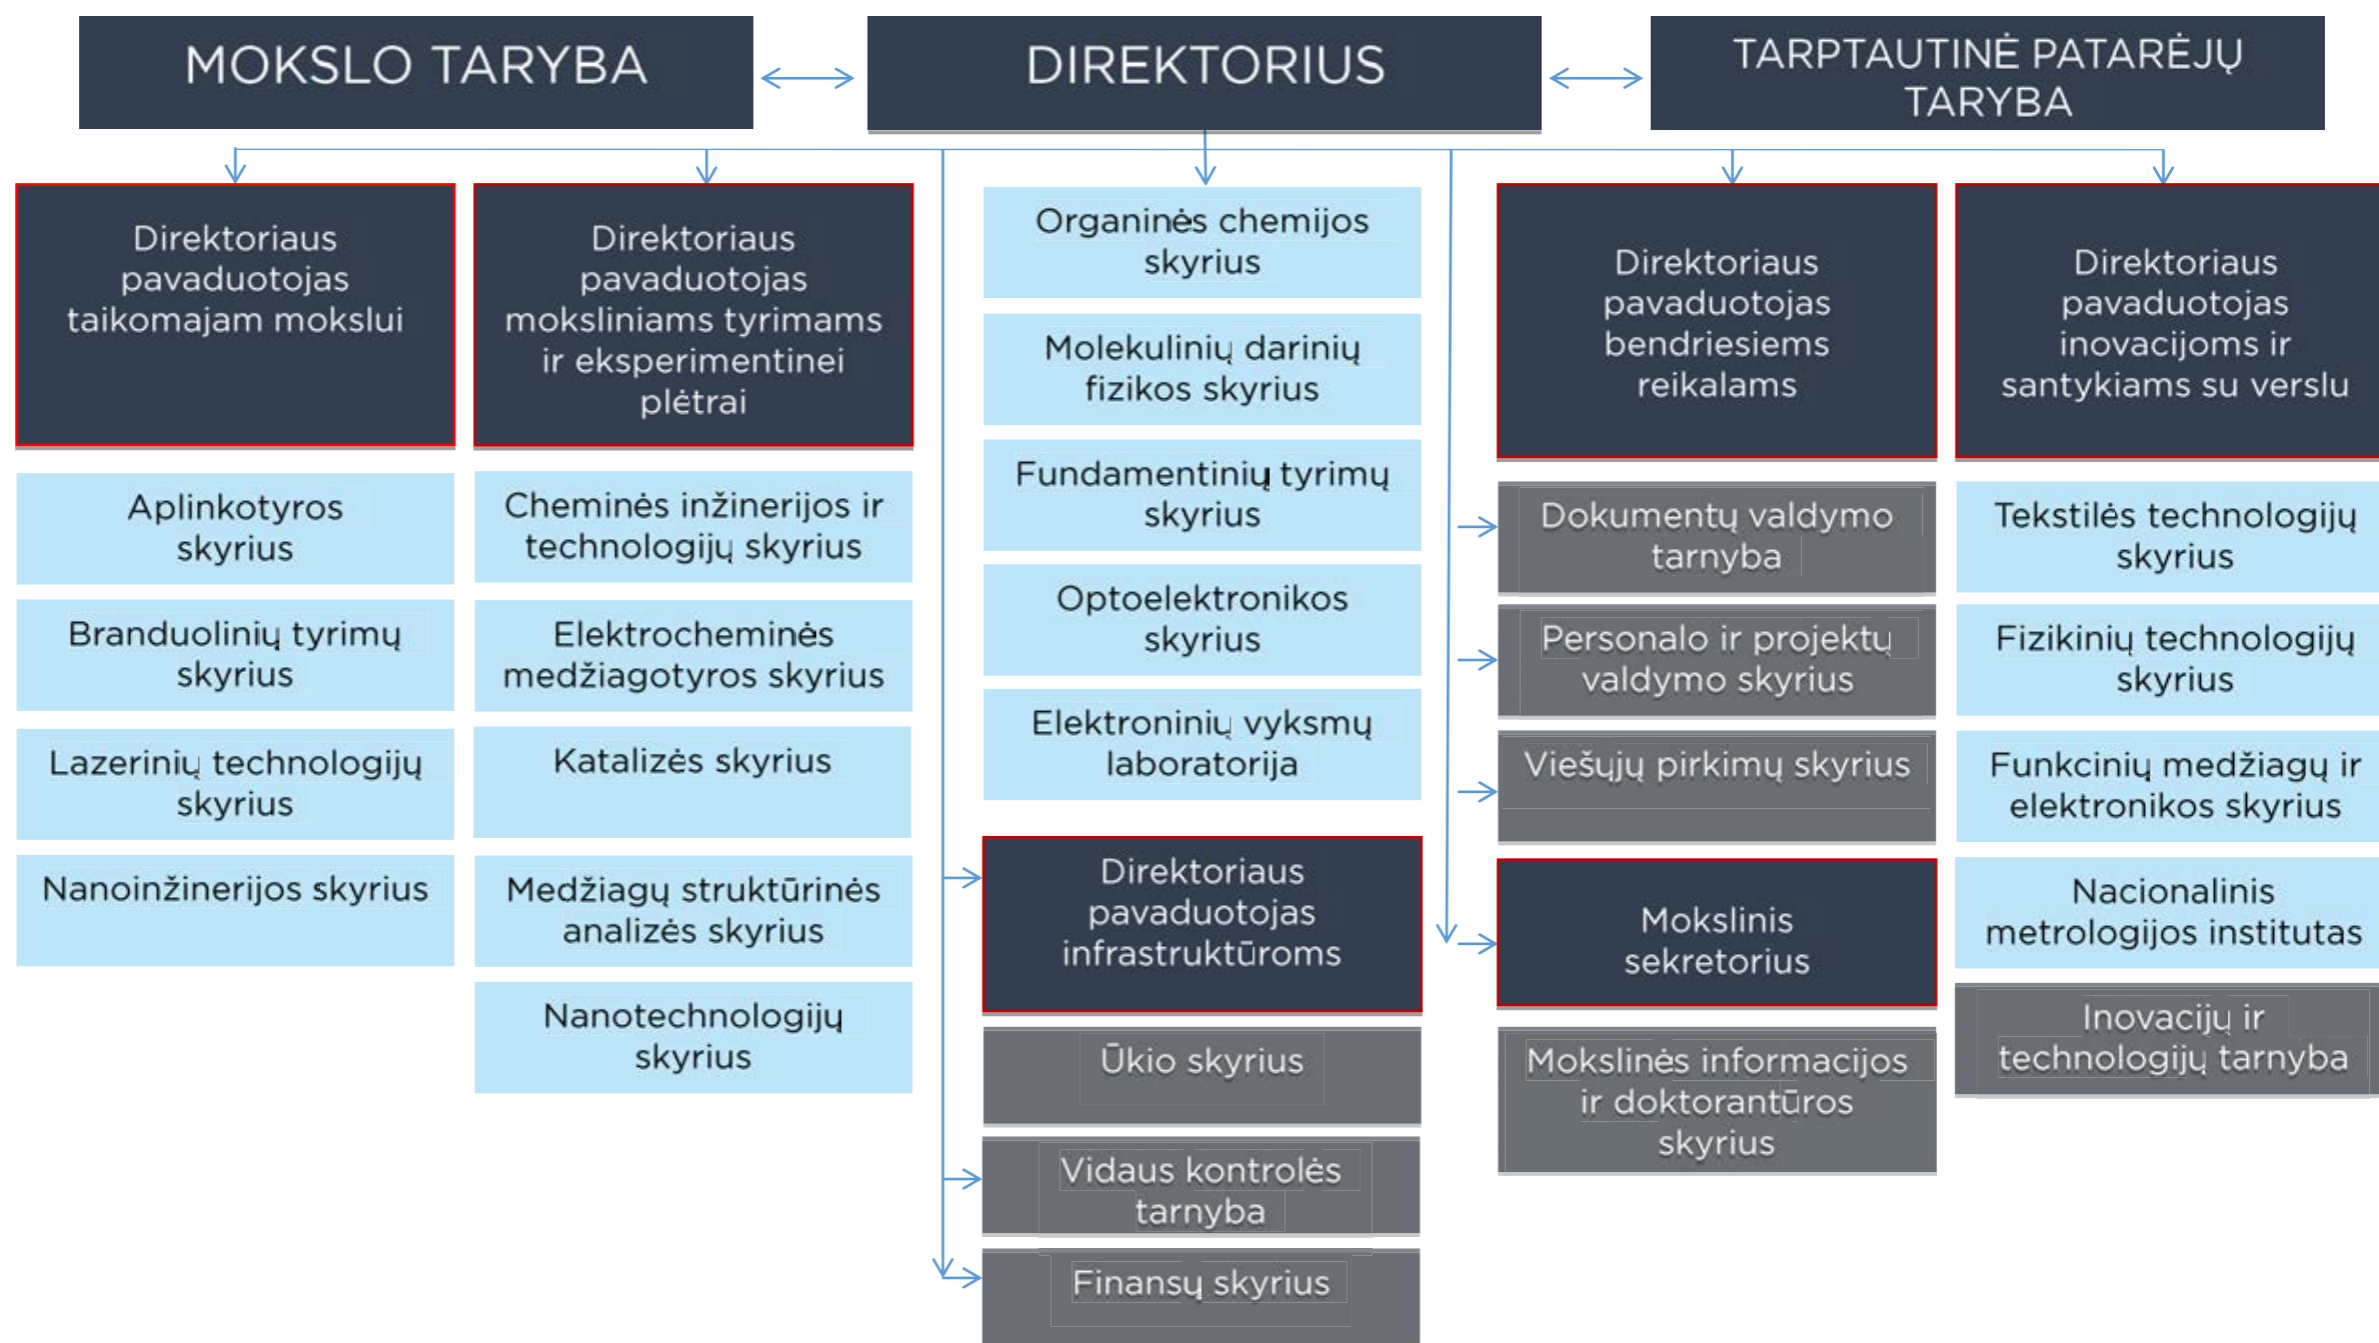 MOKSLO TARYBA
DIREKTORIUS
TARPTAUTINĖ PATARĖJŲ
TARYBA
Direktoriaus
pavaduotojas
taikomajam mokslui
Aplinkotyros
skyrius
Branduolinių tyrimų
skyrius
Lazerinių technologijų
skyrius
Nanoinžinerijos skyrius
Direktoriaus
pavaduotojas
moksliniams tyrimams
ir eksperimentinei
plėtrai
Cheminės inžinerijos ir
technologijų skyrius
Elektrocheminės
medžiagotyros skyrius
Katalizės skyrius
Medžiagų struktūrinės
analizės skyrius
Nanotechnologijų
skyrius
Organinės chemijos
skyrius
Molekulinių darinių
fizikos skyrius
Fundamentinių tyrimų
skyrius
Optoelektronikos
skyrius
Elektroninių vyksmų
laboratorija
Direktoriaus
pavaduotojas
infrastruktūroms
Ūkio skyrius
Vidaus kontrolės
tarnyba
Finansų skyrius
Direktoriaus
pavaduotojas
bendriesiems
reikalams
Dokumentų valdymo
tarnyba
Personalo ir projektų
valdymo skyrius
Viešųjų pirkimų skyrius
Mokslinis
sekretorius
Mokslinės informacijos
ir doktorantūros
skyrius
Direktoriaus
pavaduotojas
inovacijoms ir
santykiams su verslu
Tekstilės technologijų
skyrius
Fizikinių technologijų
skyrius
Funkcinių medžiagų ir
elektronikos skyrius
Nacionalinis
metrologijos institutas
Inovacijų ir
technologijų tarnyba